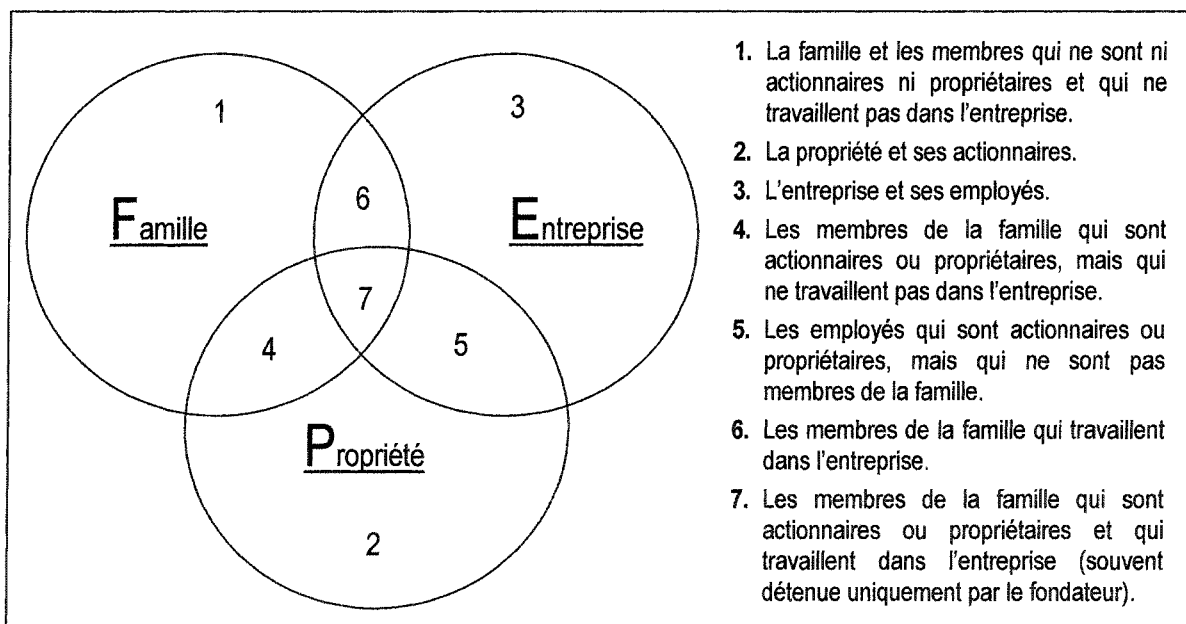 1
3
6
Famille
Entreprise
7
4
5
Propriété
2
1. La famille et les membres qui ne sont ni
actionnaires ni propriétaires et qui ne
travaillent pas dans l'entreprise.
2. La propriété et ses actionnaires.
3. L'entreprise et ses employés.
4. Les membres de la famille qui sont
actionnaires ou propriétaires, mais qui
ne travaillent pas dans l'entreprise.
5. Les employés qui sont actionnaires ou
propriétaires, mais qui ne sont pas
membres de la famille.
6. Les membres de la famille qui travaillent
dans l'entreprise.
7. Les membres de la famille qui sont
actionnaires ou propriétaires et qui
travaillent dans l'entreprise (souvent
détenue uniquement par le fondateur).